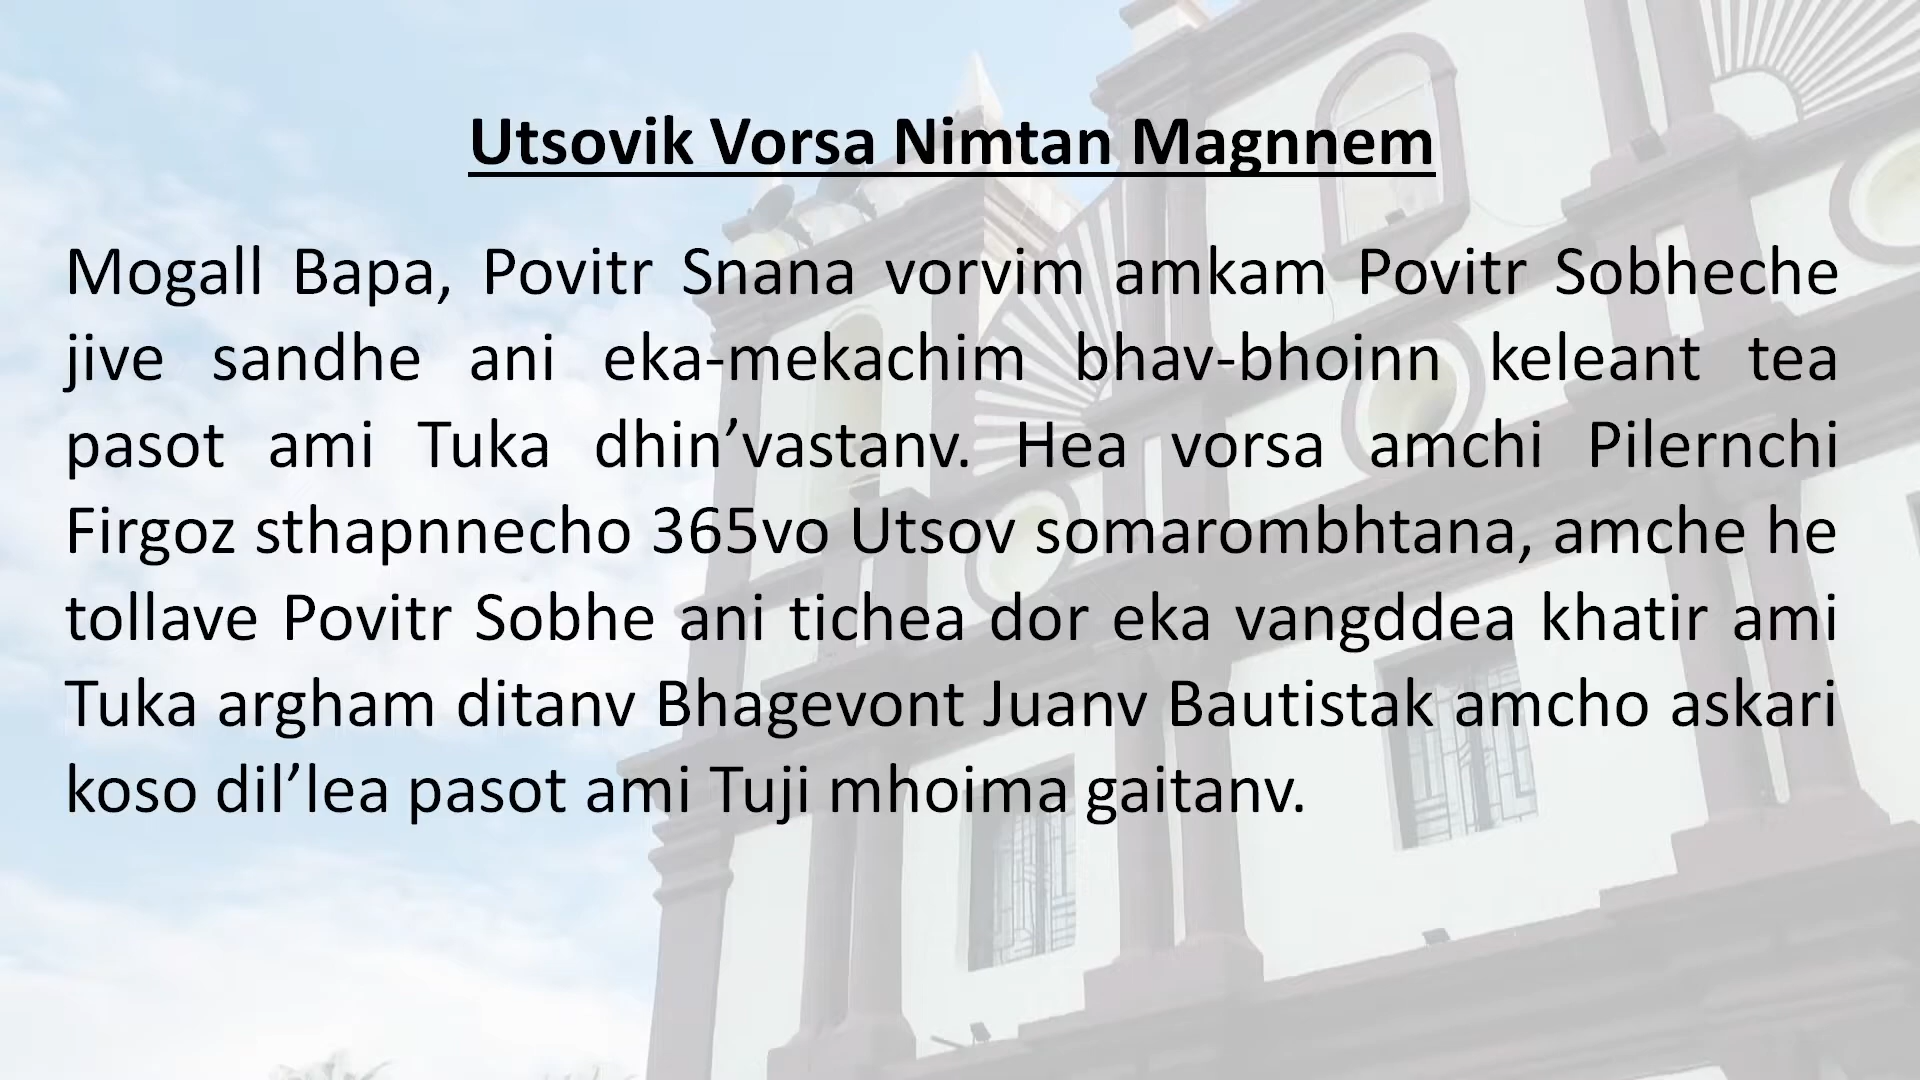 Utsovik Vorsa Nimtan Magnnem
Mogall Bapa, Povitr Snana vorvim amkam Povitr Sobheche
jive sandhe ani eka-mekachim bhav-bhoinn keleant tea
pasot ami Tuka dhin’vastanv. Hea vorsa amchi Pilernchi
Firgoz sthapnnecho 365vo Utsov somarombhtana, amche he
tollave Povitr Sobhe ani tichea dor eka vangddea khatir ami
Tuka argham ditanv Bhagevont Juanv Bautistak amcho askari
koso dil’lea pasot ami Tuji mhoima gaitanv.